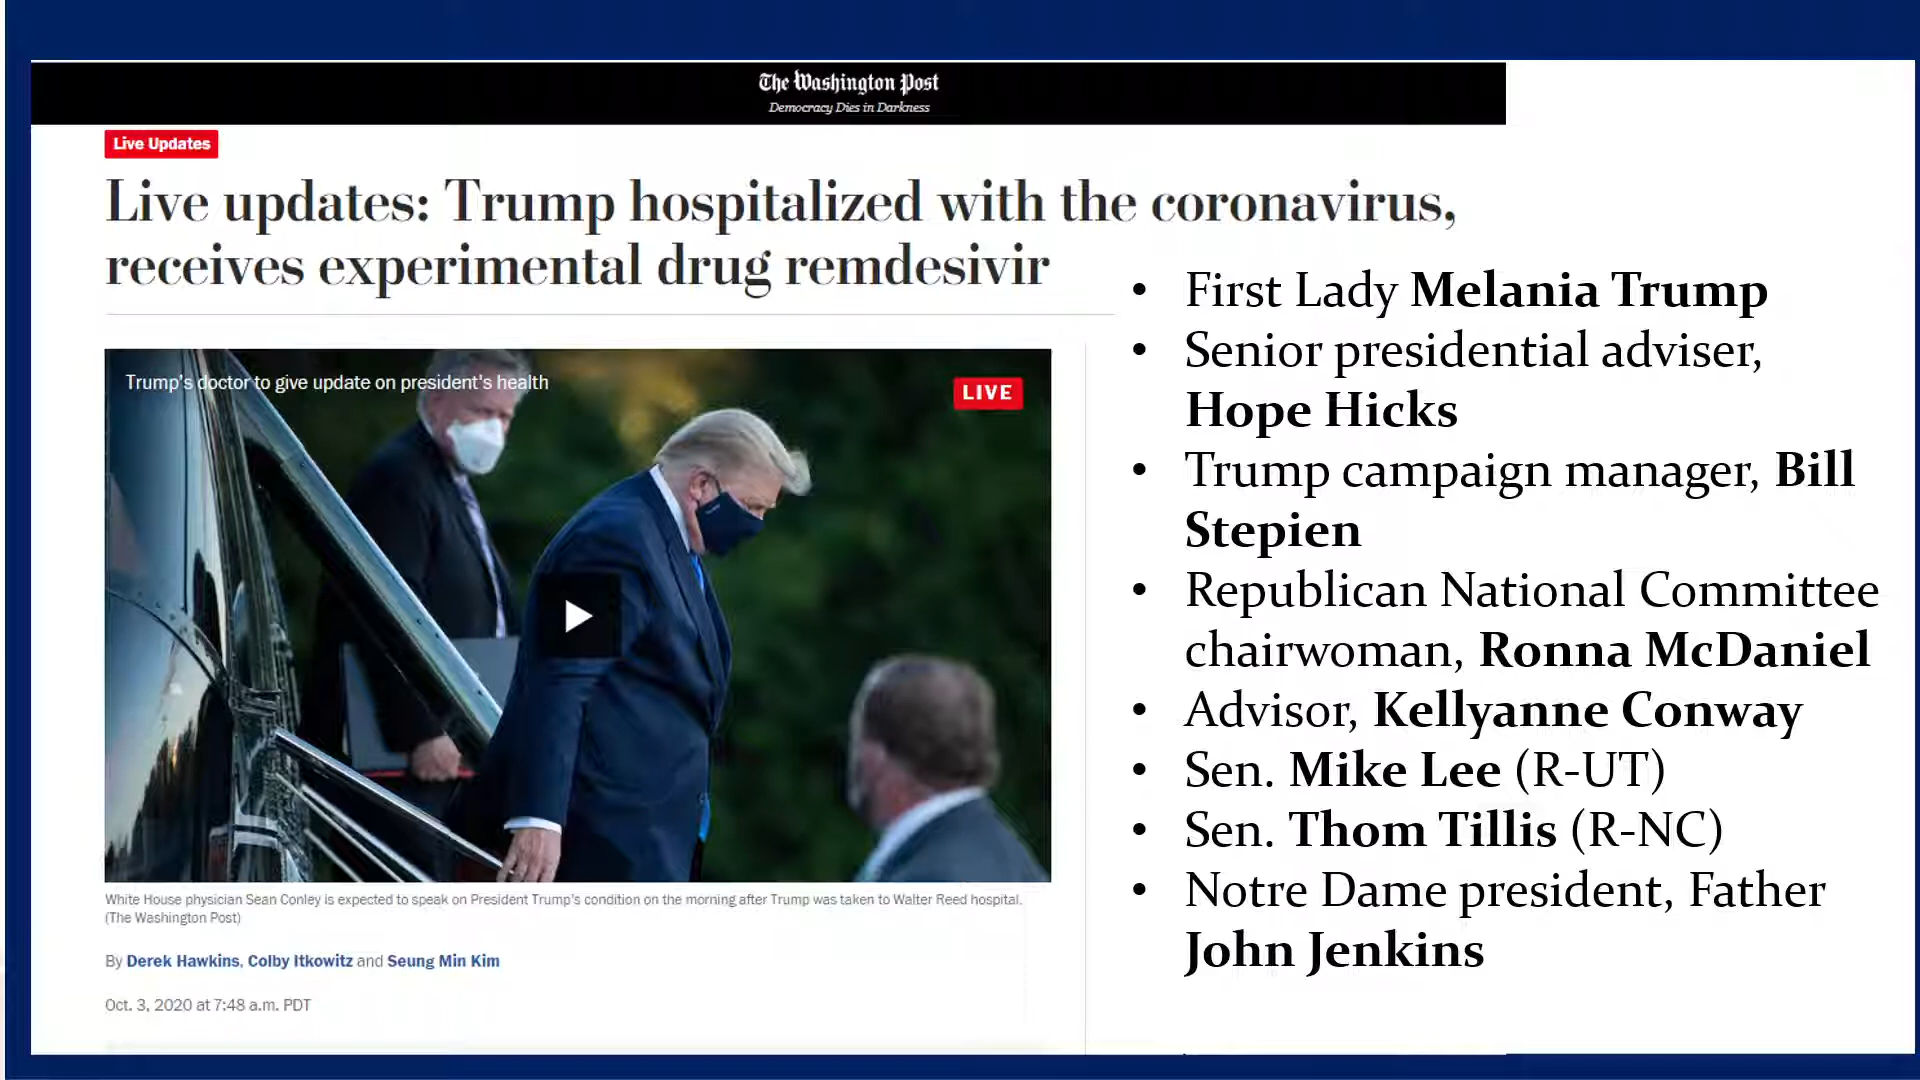 The Washington Post
Democracy Dies in Darkness
Live Updates
Live updates: Trump hospitalized with the coronavirus,
receives experimental drug remdesivir
Trump's doctor to give update on president's health
LIVE
White House physician Sean Conley is expected to speak on President Trump's condition on the morning after Trump was taken to Walter Reed hospital.
(The Washington Post)
By Derek Hawkins, Colby Itkowitz and Seung Min Kim
Oct. 3, 2020 at 7:48 a.m. PDT
• First Lady Melania Trump
• Senior presidential adviser,
Hope Hicks
• Trump campaign manager, Bill
Stepien
• Republican National Committee
chairwoman, Ronna McDaniel
• Advisor, Kellyanne Conway
• Sen. Mike Lee (R-UT)
• Sen. Thom Tillis (R-NC)
• Notre Dame president, Father
John Jenkins